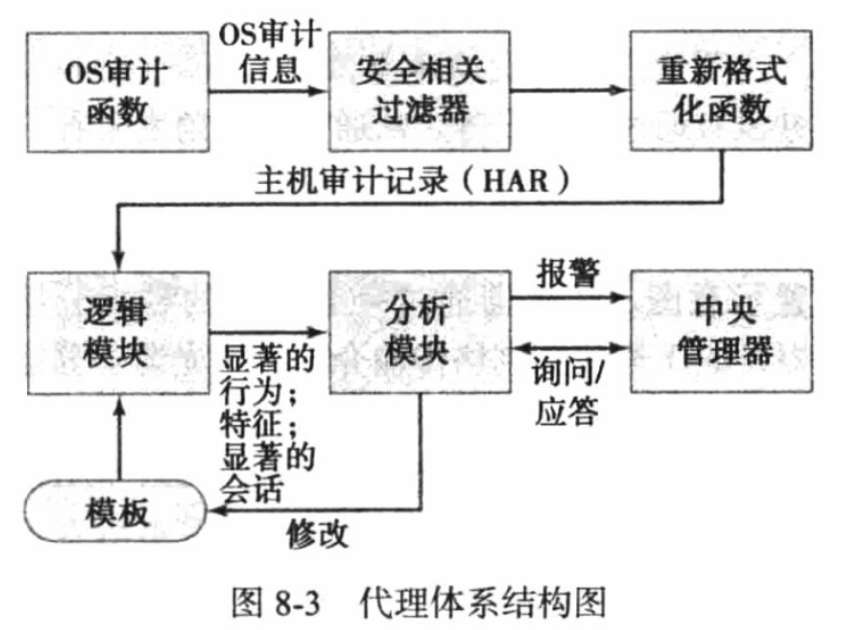 OS审计
函数
OS审计
信息
安全相关
过滤器
重新格式
化函数
主机审计记录（HAR）
逻辑
模块
显著的
行为；
特征；
显著的
会话
分析
模块
报警
询问/
应答
中央
管理器
模板
修改
图 8-3 代理体系结构图